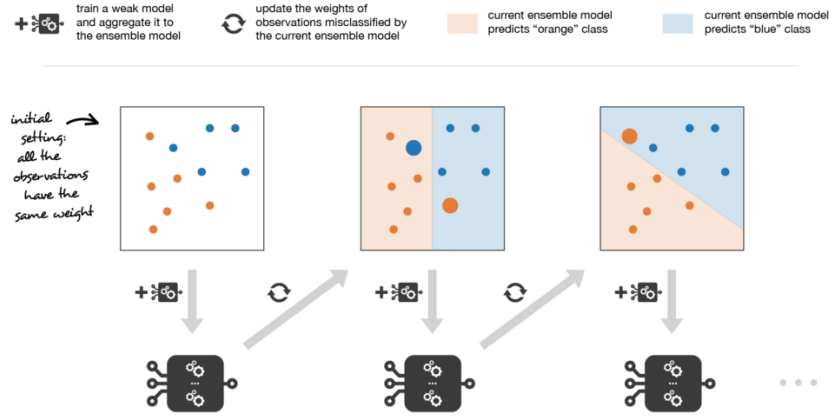 train a weak model
and aggregate it to
the ensemble model
update the weights of
observations misclassified by
the current ensemble model
current ensemble model
predicts “orange” class
current ensemble model
predicts “blue” class
initial
setting:
all the
observations
have the
same weight